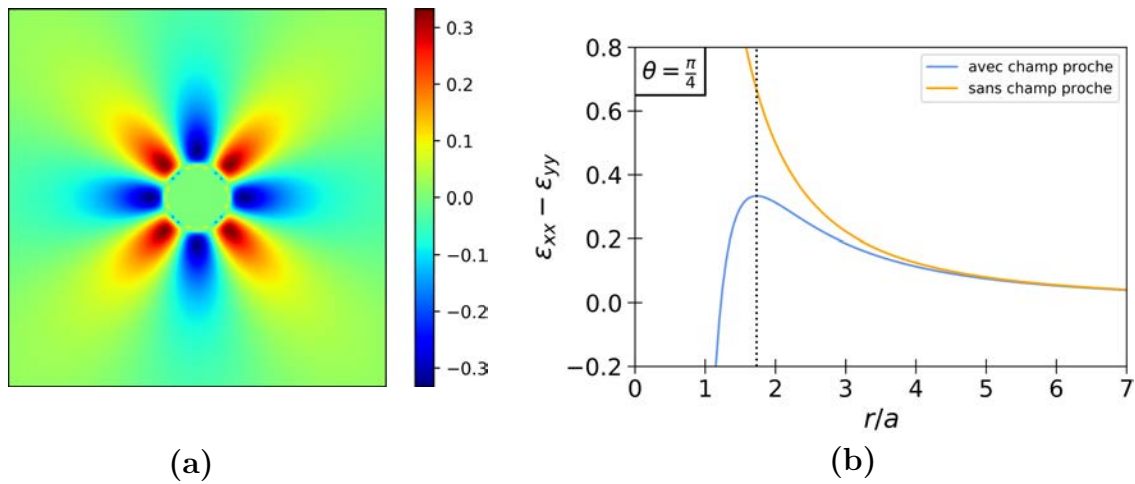 0.3
0.2
0.1
0.0
−0.1
−0.2
−0.3
(a)
0.8
0.6
0.4
0.2
0.0
−0.2
εxx − εyy
θ = π/4
avec champ proche
sans champ proche
0 1 2 3 4 5 6 7
r/a
(b)